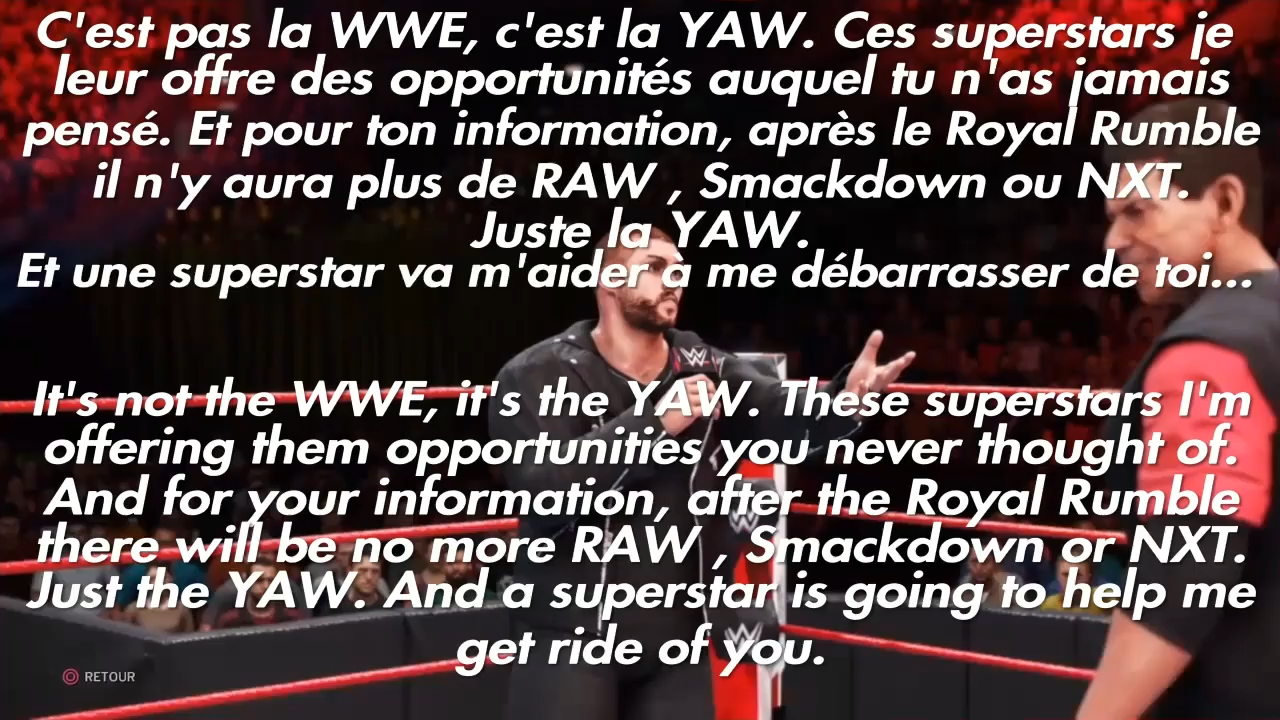 C'est pas la WWE, c'est la YAW. Ces superstars je
leur offre des opportunités auquel tu n'as jamais
pensé. Et pour ton information, après le Royal Rumble
il n'y aura plus de RAW , Smackdown ou NXT.
Juste la YAW.
Et une superstar va m'aider à me débarrasser de toi...
It's not the WWE, it's the YAW. These superstars I'm
offering them opportunities you never thought of.
And for your information, after the Royal Rumble
there will be no more RAW , Smackdown or NXT.
Just the YAW. And a superstar is going to help me
get ride of you.
RETOUR